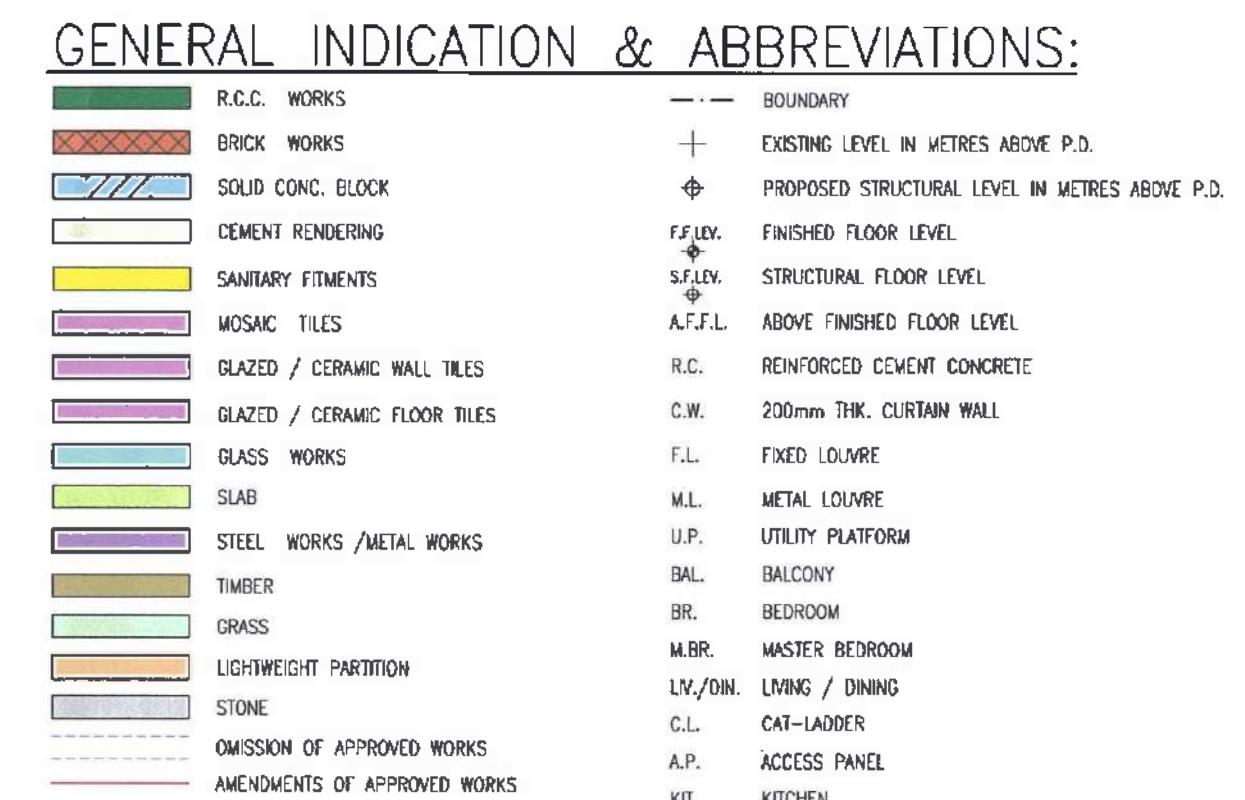 GENERAL INDICATION & ABBREVIATIONS:
R.C.C. WORKS
BRICK WORKS
SOLID CONC. BLOCK
CEMENT RENDERING
SANITARY FITMENTS
MOSAIC TILES
GLAZED / CERAMIC WALL TILES
GLAZED / CERAMIC FLOOR TILES
GLASS WORKS
SLAB
STEEL WORKS /METAL WORKS
TIMBER
GRASS
LIGHTWEIGHT PARTITION
STONE
OMISSION OF APPROVED WORKS
AMENDMENTS OF APPROVED WORKS
BOUNDARY
EXISTING LEVEL IN METRES ABOVE P.D.
PROPOSED STRUCTURAL LEVEL IN METRES ABOVE P.D.
F.F.LEV. FINISHED FLOOR LEVEL
S.F.LEV. STRUCTURAL FLOOR LEVEL
A.F.F.L. ABOVE FINISHED FLOOR LEVEL
R.C. REINFORCED CEMENT CONCRETE
C.W. 200mm THK. CURTAIN WALL
F.L. FIXED LOUVRE
M.L. METAL LOUVRE
U.P. UTILITY PLATFORM
BAL. BALCONY
BR. BEDROOM
M.BR. MASTER BEDROOM
LIV./DIN. LIVING / DINING
C.L. CAT-LADDER
A.P. ACCESS PANEL
KIT. KITCHEN